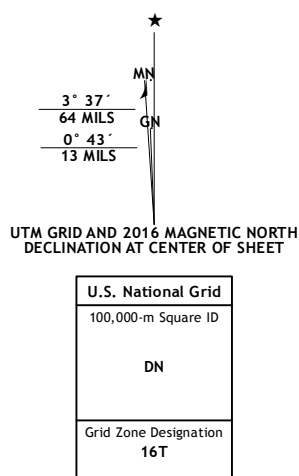 ★
MN
3° 37´
64 MILS
GN
0° 43´
13 MILS
UTM GRID AND 2016 MAGNETIC NORTH
DECLINATION AT CENTER OF SHEET
U.S. National Grid
100,000-m Square ID
DN
Grid Zone Designation
16T